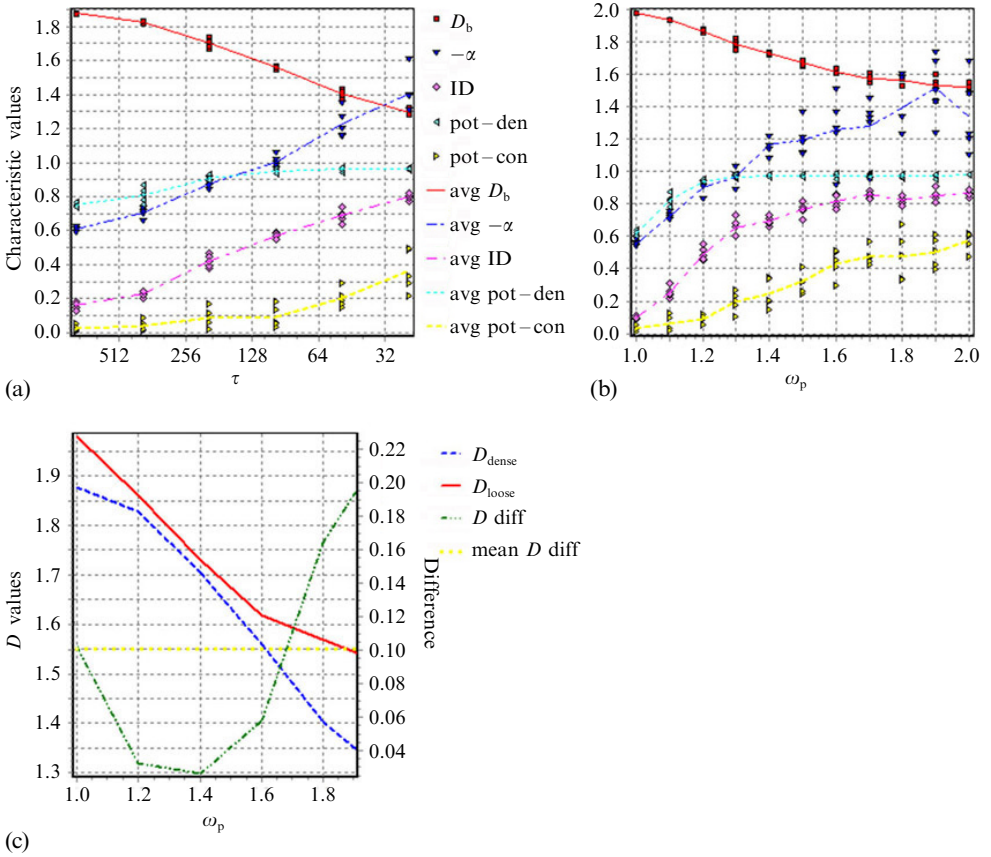 Characteristic values
1.8
1.6
1.4
1.2
1.0
0.8
0.6
0.4
0.2
0.0
512 256 128 64 32
τ
(a)
D_b
−α
ID
pot–den
pot–con
avg D_b
avg −α
avg ID
avg pot–den
avg pot–con
2.0
1.8
1.6
1.4
1.2
1.0
0.8
0.6
0.4
0.2
0.0
1.0 1.2 1.4 1.6 1.8 2.0
ω_p
(b)
D values
1.9
1.8
1.7
1.6
1.5
1.4
1.3
1.0 1.2 1.4 1.6 1.8
ω_p
0.22
0.20
0.18
0.16
0.14
0.12
0.10
0.08
0.06
0.04
Difference
D_dense
D_loose
D diff
mean D diff
(c)